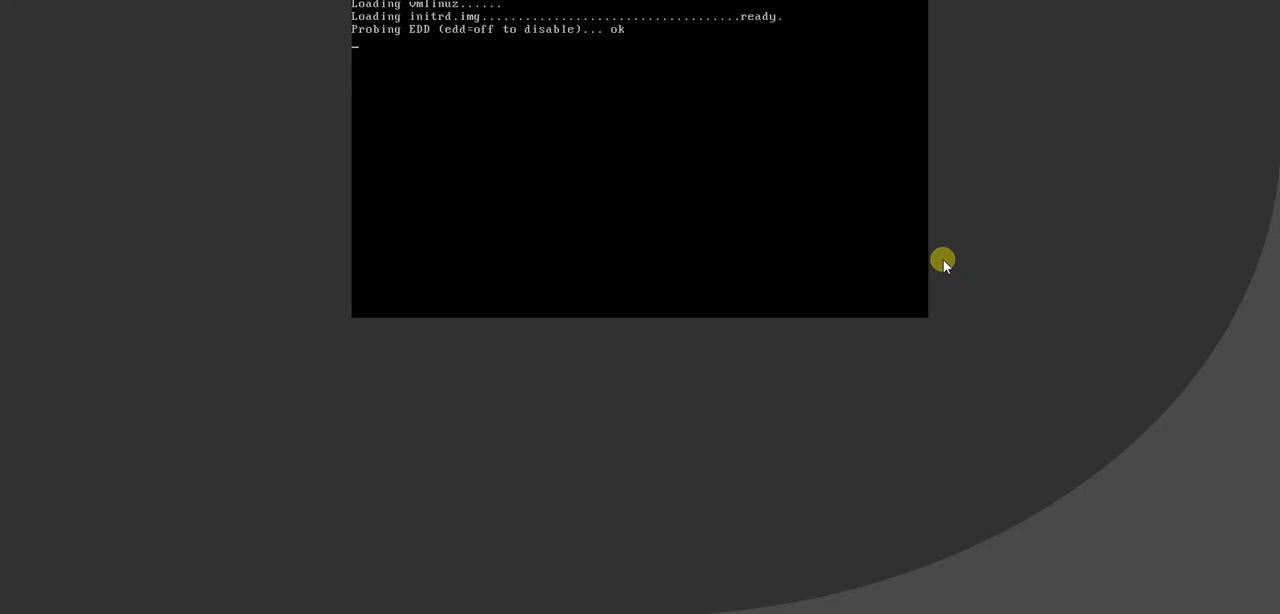 Loading vmlinuz......
Loading initrd.img....................................ready.
Probing EDD (edd=off to disable)... ok